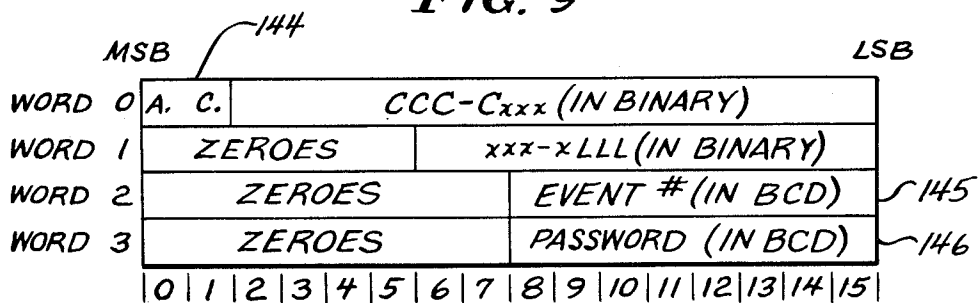 FIG. 9
144
MSB LSB
WORD 0 A. C. CCC-Cxxx (IN BINARY)
WORD 1 ZEROES xxx-xLLL (IN BINARY)
WORD 2 ZEROES EVENT # (IN BCD) 145
WORD 3 ZEROES PASSWORD (IN BCD) 146
0 1 2 3 4 5 6 7 8 9 10 11 12 13 14 15